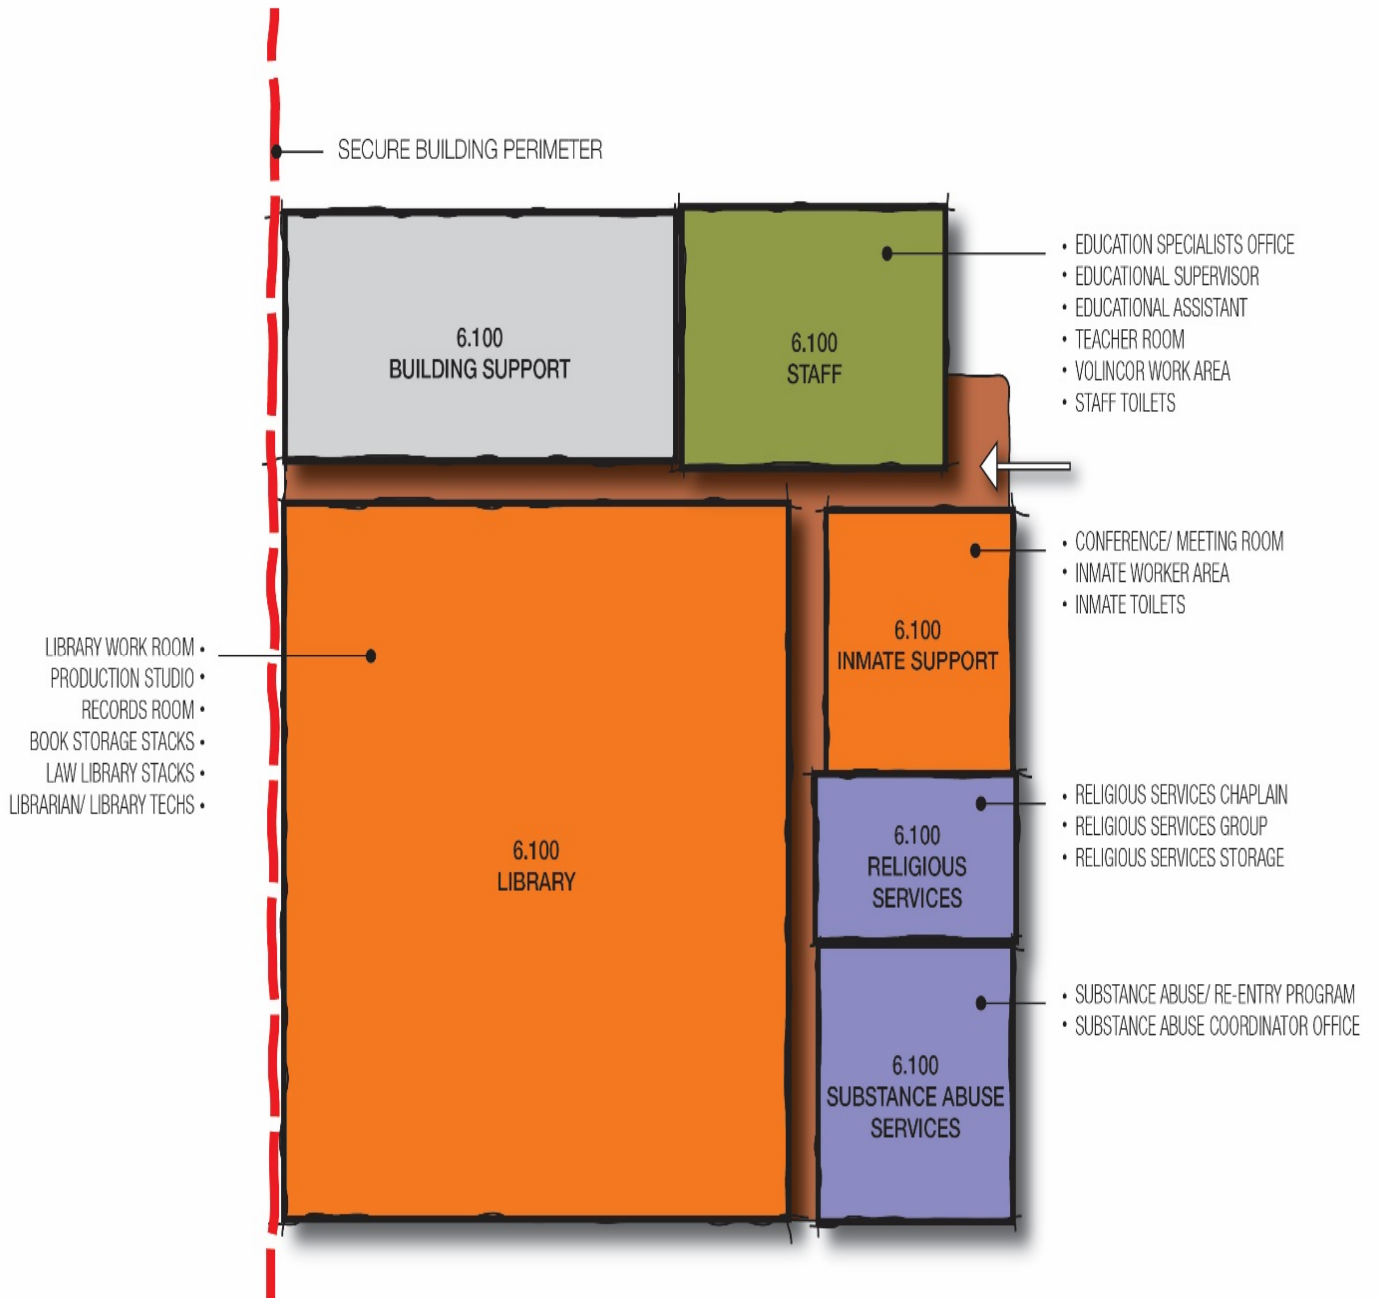 SECURE BUILDING PERIMETER
6.100
BUILDING SUPPORT
6.100
STAFF
• EDUCATION SPECIALISTS OFFICE
• EDUCATIONAL SUPERVISOR
• EDUCATIONAL ASSISTANT
• TEACHER ROOM
• VOLINCOR WORK AREA
• STAFF TOILETS
• CONFERENCE/ MEETING ROOM
• INMATE WORKER AREA
• INMATE TOILETS
6.100
INMATE SUPPORT
LIBRARY WORK ROOM •
PRODUCTION STUDIO •
RECORDS ROOM •
BOOK STORAGE STACKS •
LAW LIBRARY STACKS •
LIBRARIAN/ LIBRARY TECHS •
6.100
LIBRARY
6.100
RELIGIOUS
SERVICES
• RELIGIOUS SERVICES CHAPLAIN
• RELIGIOUS SERVICES GROUP
• RELIGIOUS SERVICES STORAGE
6.100
SUBSTANCE ABUSE
SERVICES
• SUBSTANCE ABUSE/ RE-ENTRY PROGRAM
• SUBSTANCE ABUSE COORDINATOR OFFICE